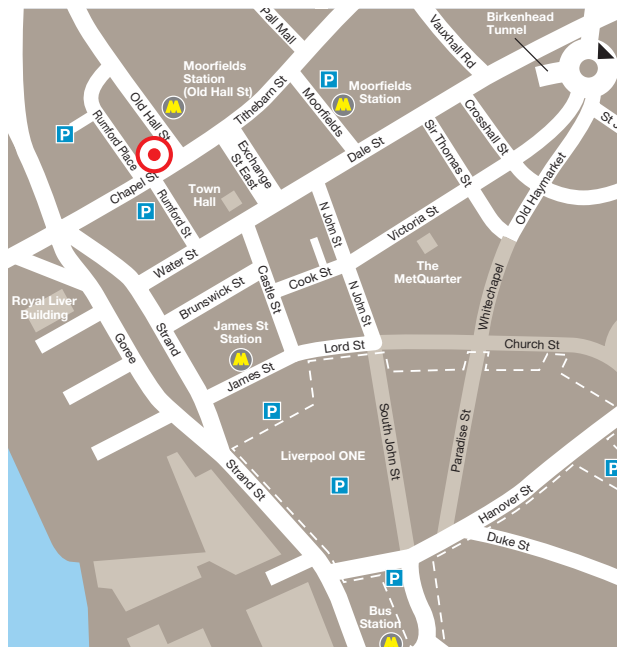 Pall Mall
Vauxhall Rd
Birkenhead
Tunnel
Moorfields
Station
(Old Hall St)
Old Hall St
Tithebarn St
P
Moorfields
Moorfields
Station
P
Rumford Place
Chapel St
P
Rumford St
Exchange
St East
Dale St
Sir Thomas St
Crosshall St
Old Haymarket
Town
Hall
N John St
Victoria St
Water St
Castle St
Cook St
The
MetQuarter
Whitechapel
Brunswick St
Royal Liver
Building
Strand
Goree
James St
Station
N John St
Lord St
Church St
James St
P
South John St
Paradise St
Liverpool ONE
P
P
Strand St
Hanover St
Duke St
P
Bus
Station